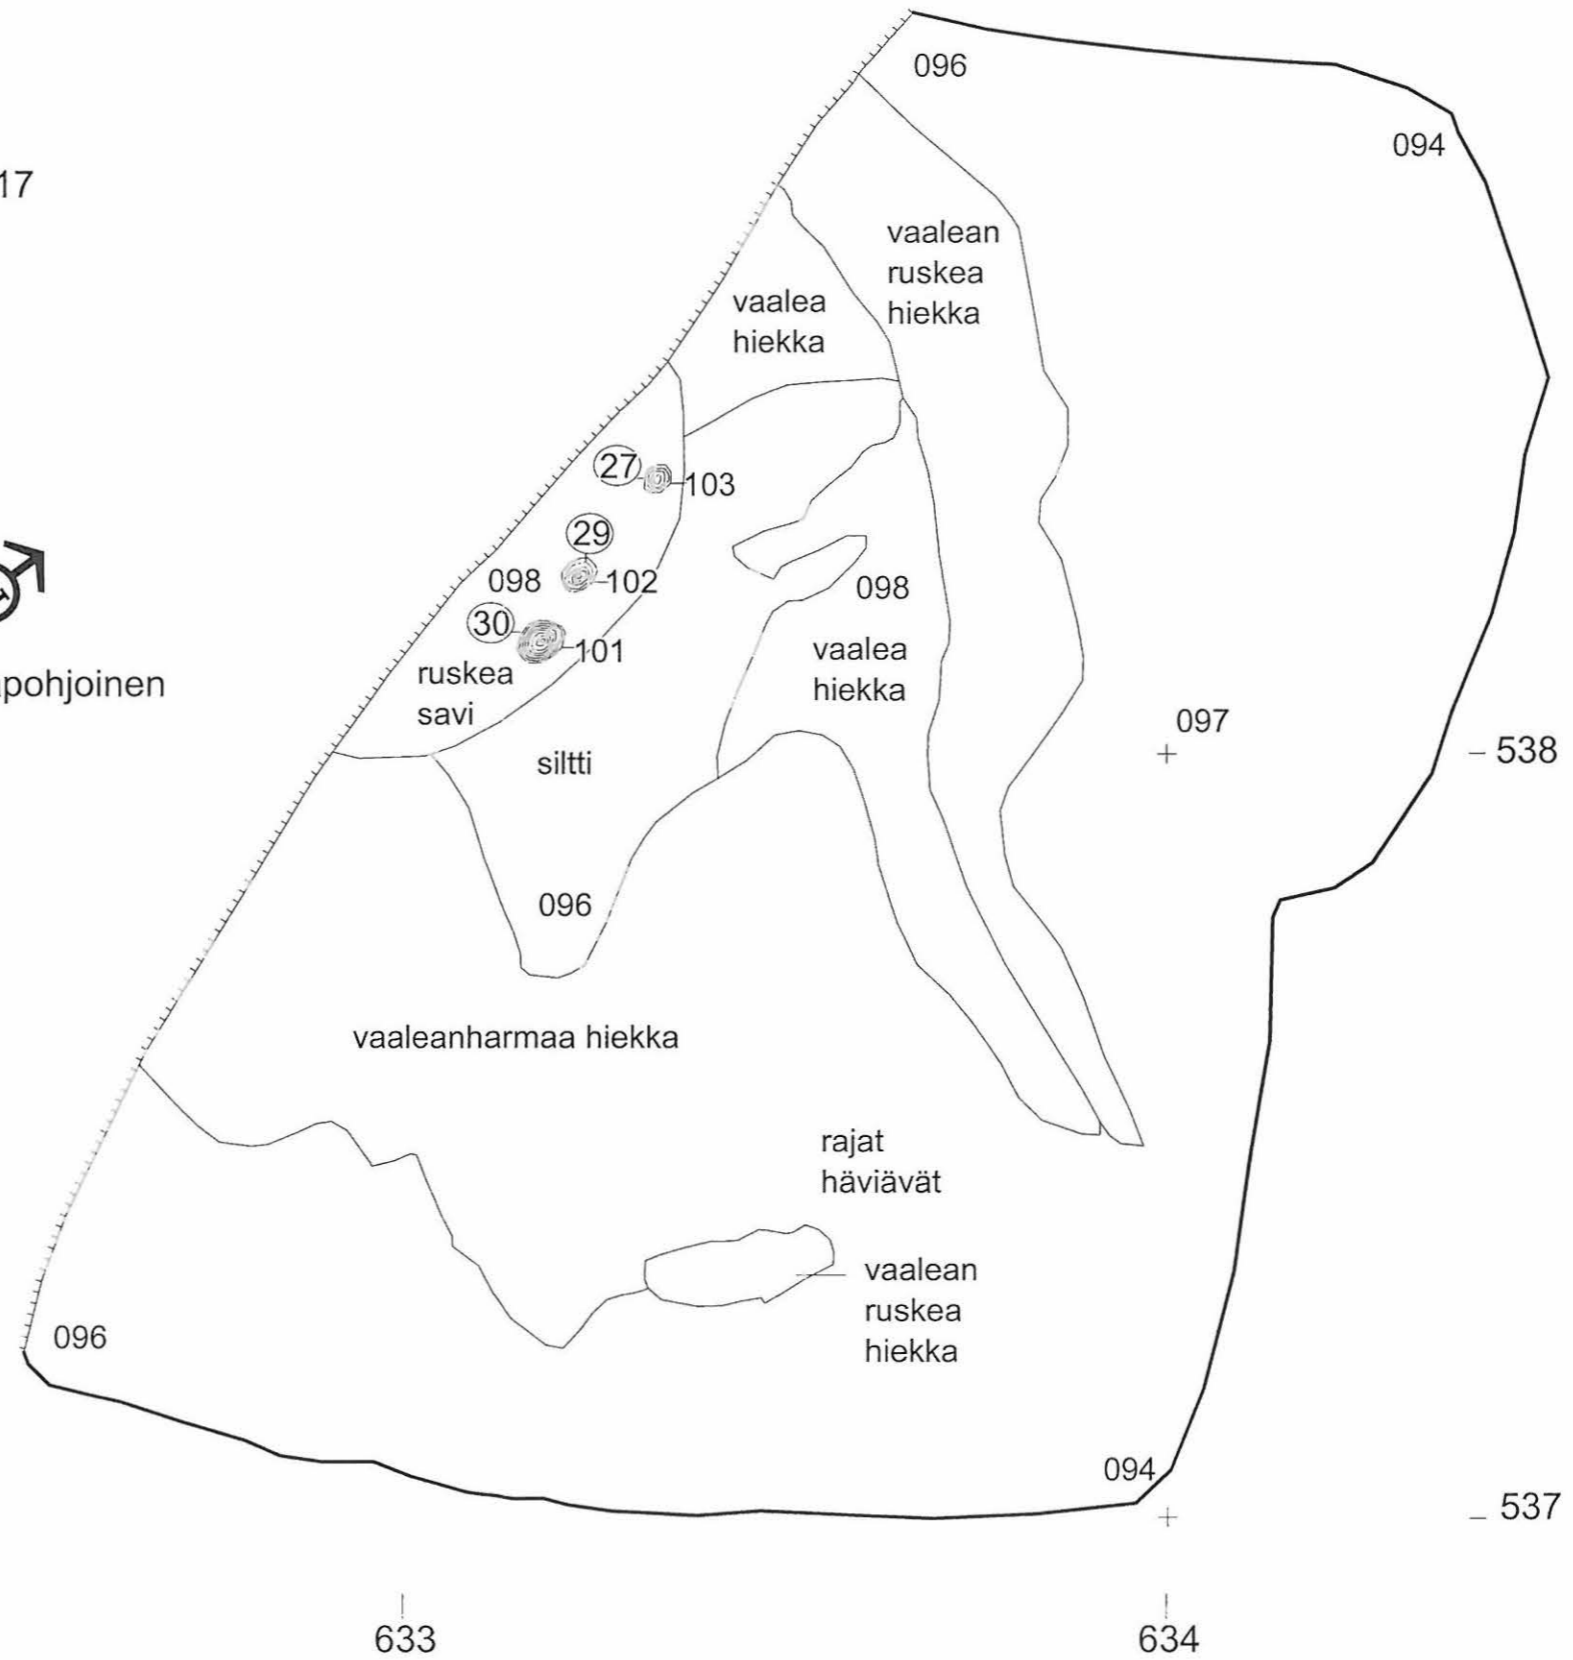 096
094
17
vaalean
ruskea
hiekka
vaalea
hiekka
27
103
29
098
102
30
101
ruskea
savi
098
vaalea
hiekka
pohjoinen
097
538
siltti
096
vaaleanharmaa hiekka
rajat
häviävät
vaalean
ruskea
hiekka
096
094
537
633
634